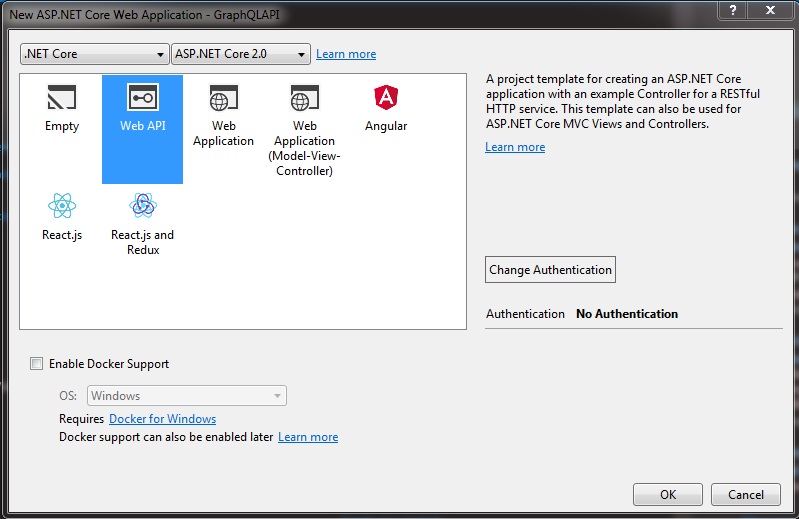 New ASP.NET Core Web Application - GraphQLAPI
?
.NET Core
ASP.NET Core 2.0
Learn more
Empty
Web API
Web
Application
Web
Application
(Model-View-
Controller)
Angular
React.js
React.js and
Redux
A project template for creating an ASP.NET Core
application with an example Controller for a RESTful
HTTP service. This template can also be used for
ASP.NET Core MVC Views and Controllers.
Learn more
Change Authentication
Authentication No Authentication
Enable Docker Support
OS: Windows
Requires Docker for Windows
Docker support can also be enabled later Learn more
OK
Cancel